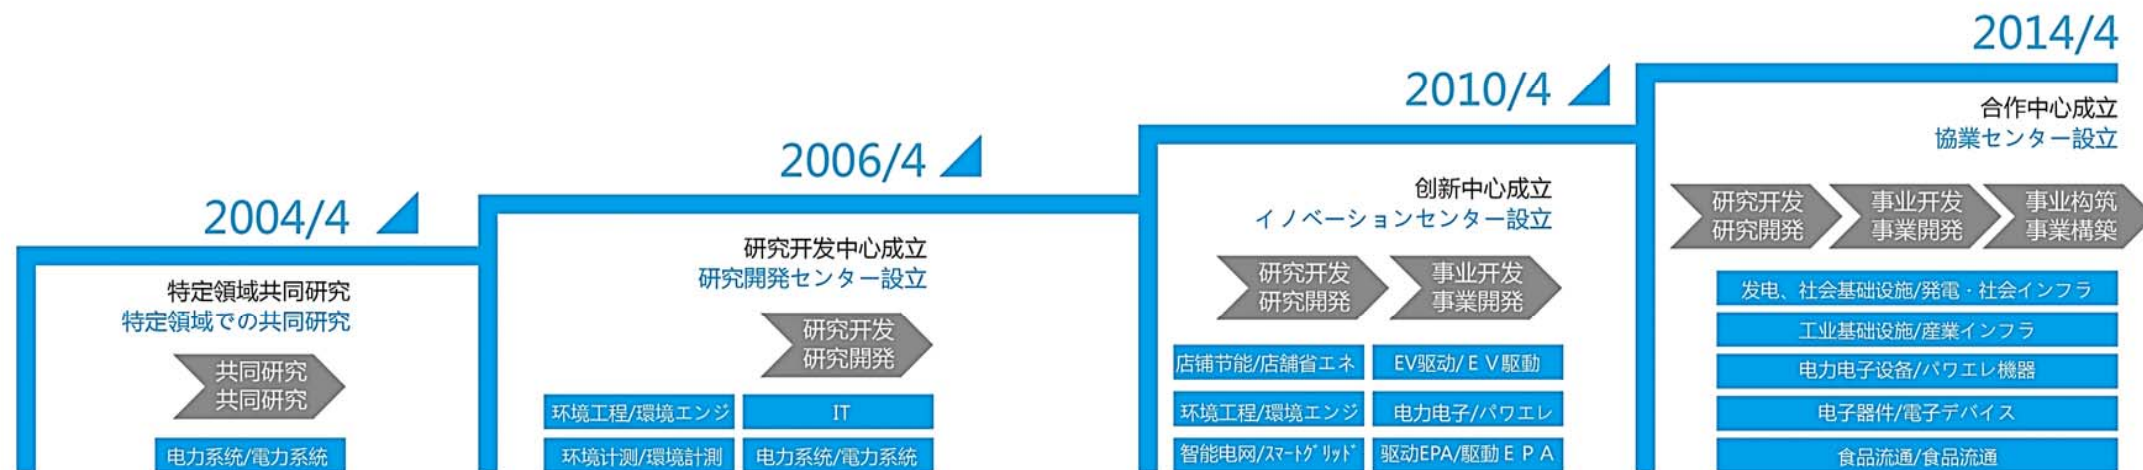 2004/4
特定領域共同研究
特定領域での共同研究
共同研究
共同研究
电力系统/電力系統
2006/4
研究开发中心成立
研究開発センター設立
研究开发
研究開発
环境工程/環境エンジ
IT
环境计测/環境計測
电力系统/電力系統
2010/4
创新中心成立
イノベーションセンター設立
研究开发
研究開発
事业开发
事業開発
店铺节能/店舗省エネ
EV驱动/ＥＶ駆動
环境工程/環境エンジ
电力电子/パワエレ
智能电网/ｽﾏｰﾄｸﾞﾘｯﾄﾞ
驱动EPA/駆動ＥＰＡ
2014/4
合作中心成立
協業センター設立
研究开发
研究開発
事业开发
事業開発
事业构筑
事業構築
发电、社会基础设施/発電・社会インフラ
工业基础设施/産業インフラ
电力电子设备/パワエレ機器
电子器件/電子デバイス
食品流通/食品流通